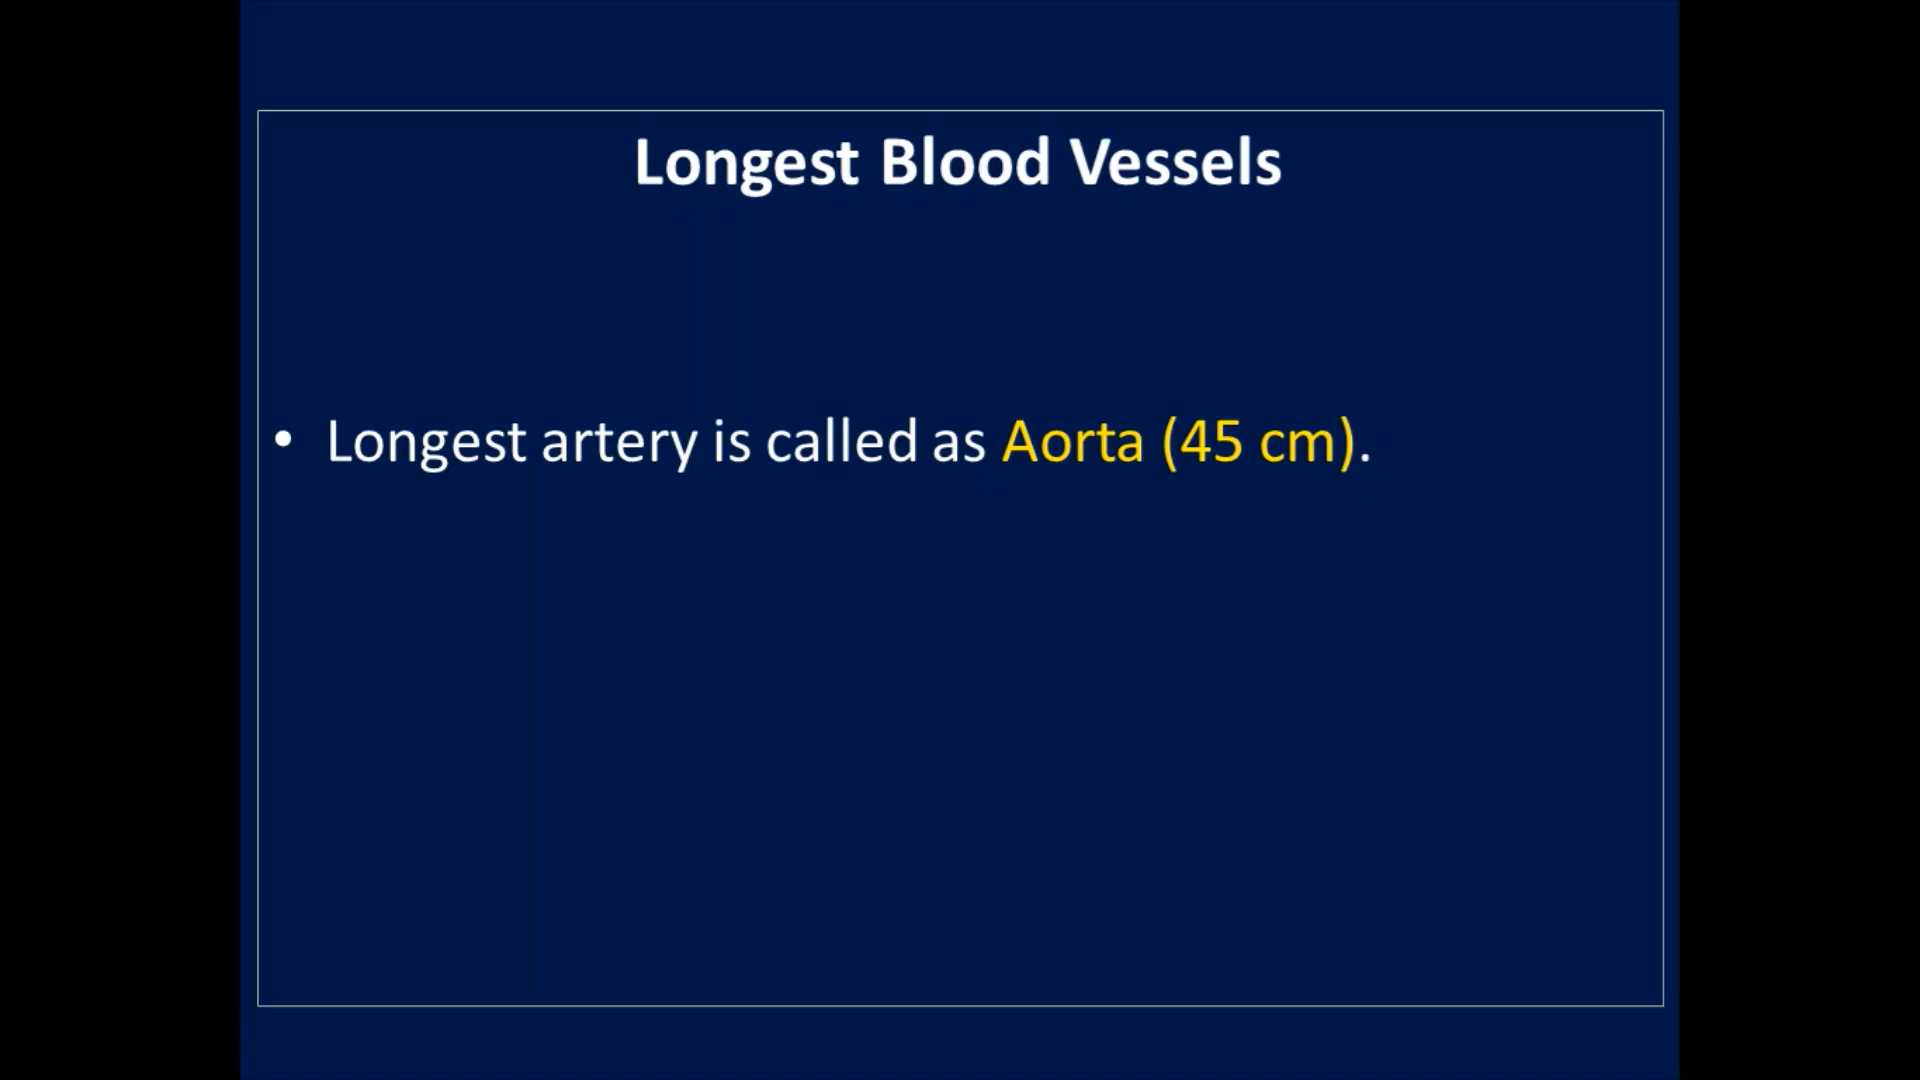 Longest Blood Vessels
• Longest artery is called as Aorta (45 cm).